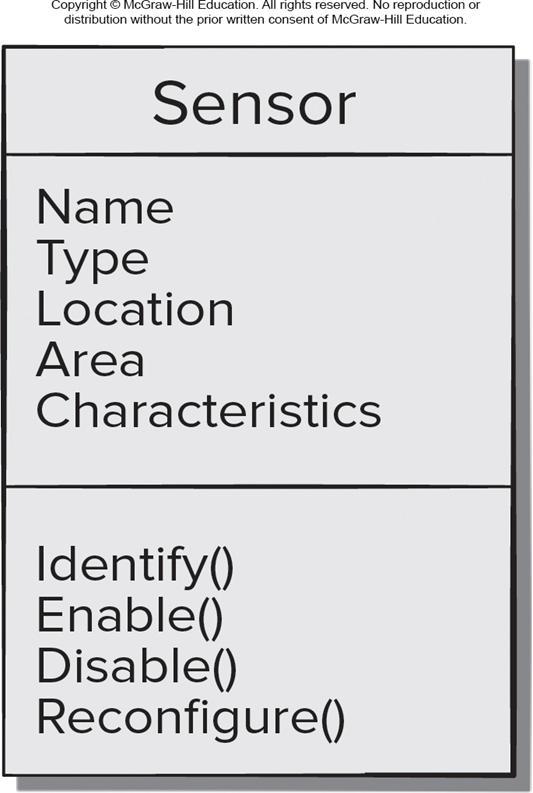 Copyright © McGraw-Hill Education. All rights reserved. No reproduction or
distribution without the prior written consent of McGraw-Hill Education.
Sensor
Name
Type
Location
Area
Characteristics
Identify()
Enable()
Disable()
Reconfigure()